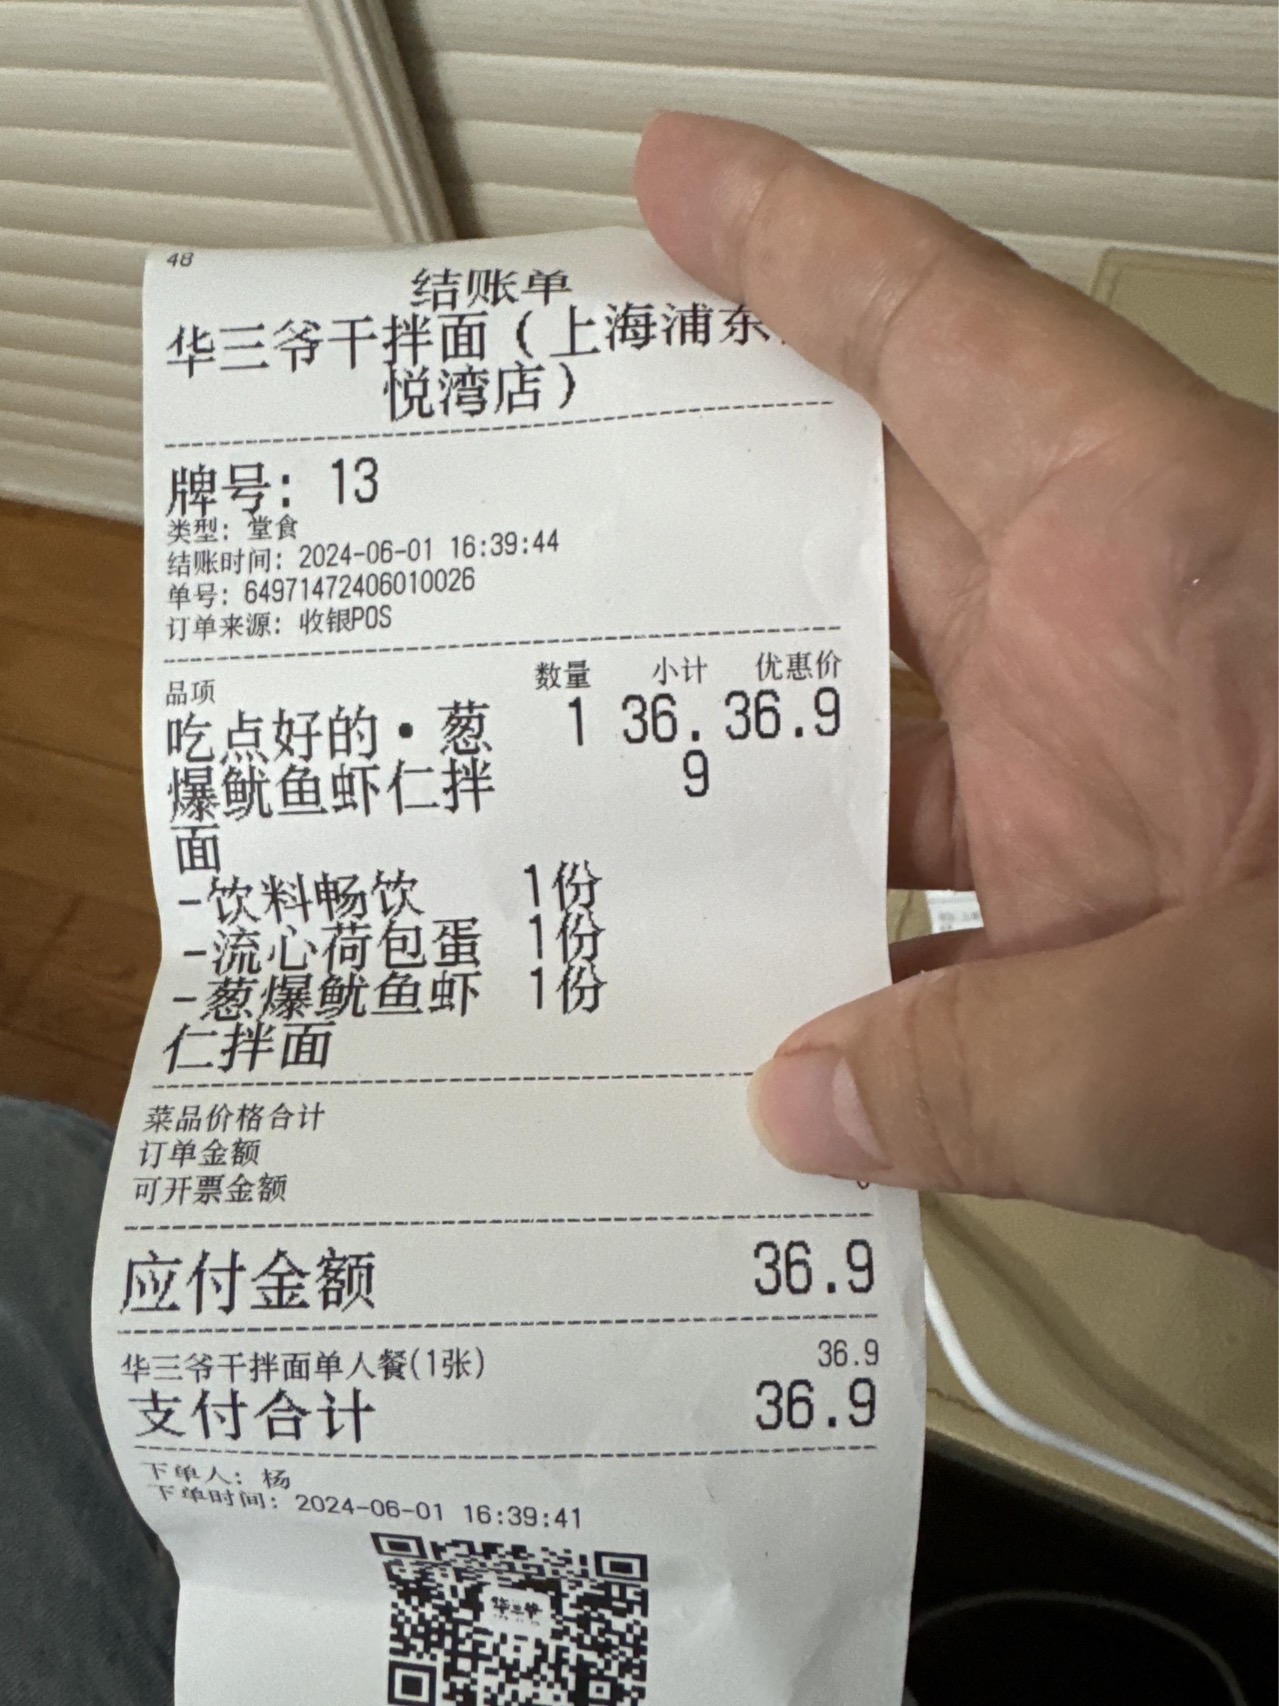 48
结账单
华三爷干拌面（上海浦东
悦湾店）
牌号：13
类型：堂食
结账时间：2024-06-01 16:39:44
单号：64971472406010026
订单来源：收银POS
品项 数量 小计 优惠价
吃点好的·葱 1 36. 36.9
爆鱿鱼虾仁拌 9
面
-饮料畅饮 1份
-流心荷包蛋 1份
-葱爆鱿鱼虾 1份
仁拌面
菜品价格合计
订单金额
可开票金额
应付金额 36.9
华三爷干拌面单人餐(1张) 36.9
支付合计 36.9
下单人：杨
下单时间：2024-06-01 16:39:41
华三爷